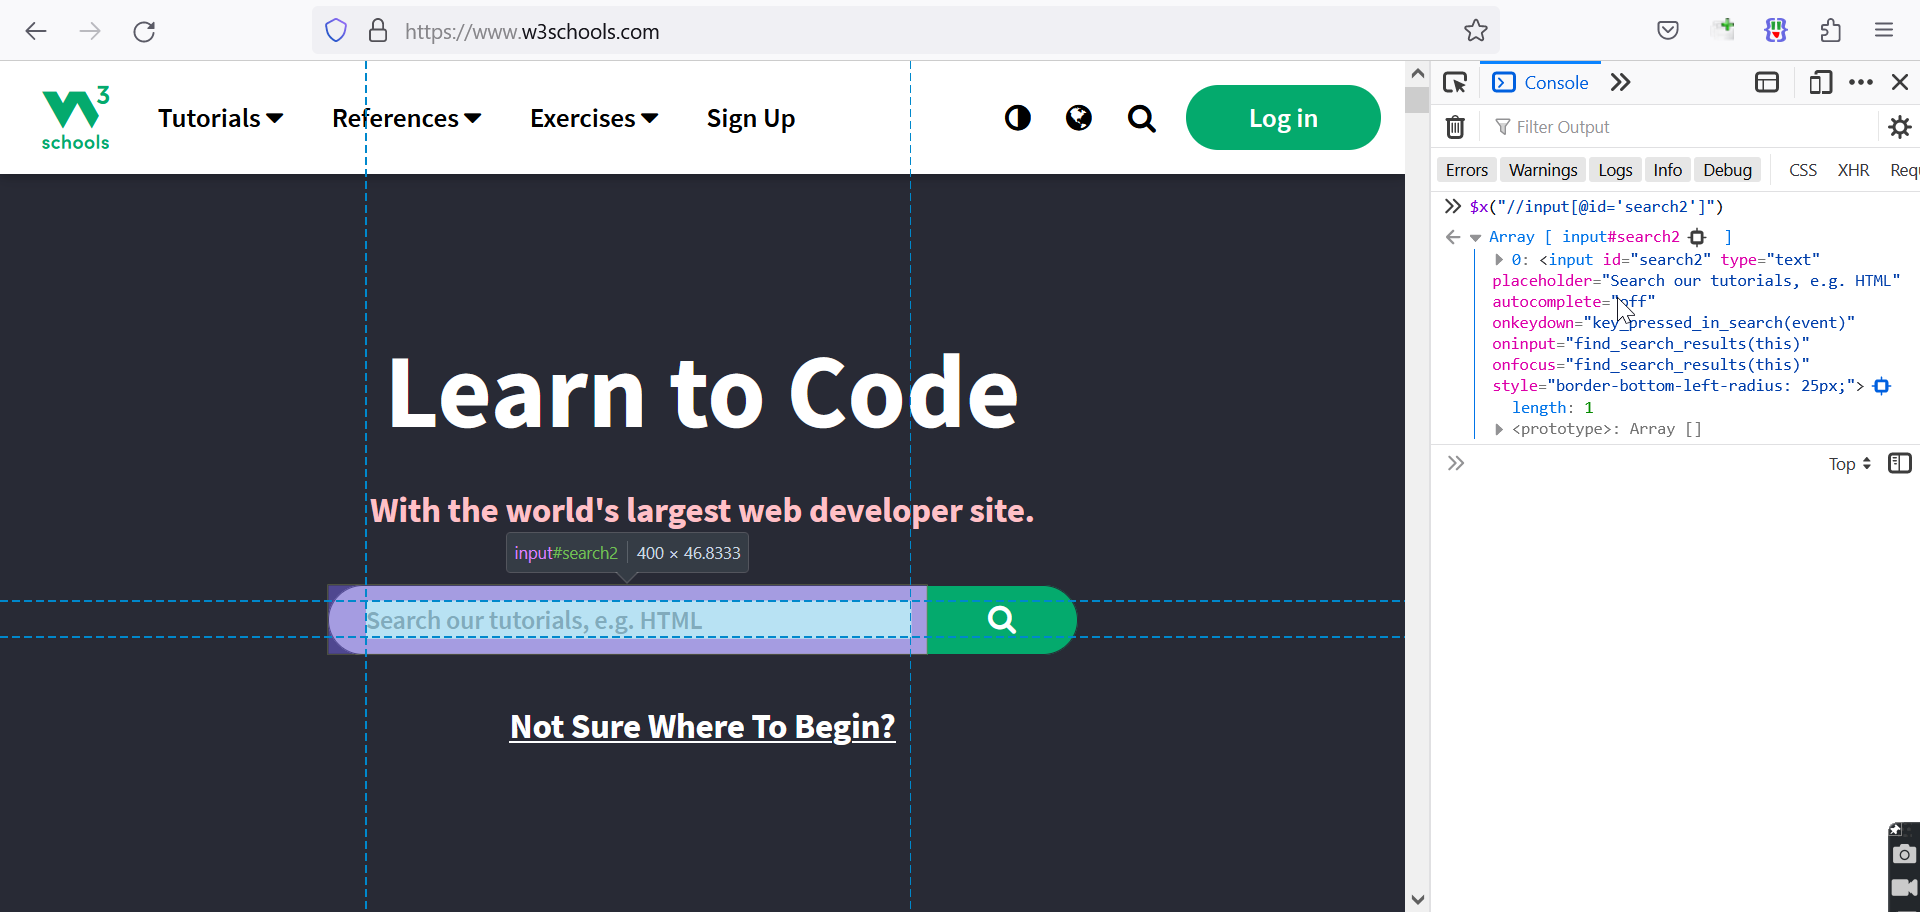 https://www.w3schools.com
W3
schools
Tutorials
References
Exercises
Sign Up
Log in
Learn to Code
With the world's largest web developer site.
input#search2 400 × 46.8333
Search our tutorials, e.g. HTML
Not Sure Where To Begin?
Console
Filter Output
Errors Warnings Logs Info Debug CSS XHR Requ
$x("//input[@id='search2']")
Array [ input#search2 ]
0: <input id="search2" type="text"
placeholder="Search our tutorials, e.g. HTML"
autocomplete="off"
onkeydown="key_pressed_in_search(event)"
oninput="find_search_results(this)"
onfocus="find_search_results(this)"
style="border-bottom-left-radius: 25px;">
length: 1
<prototype>: Array []
Top